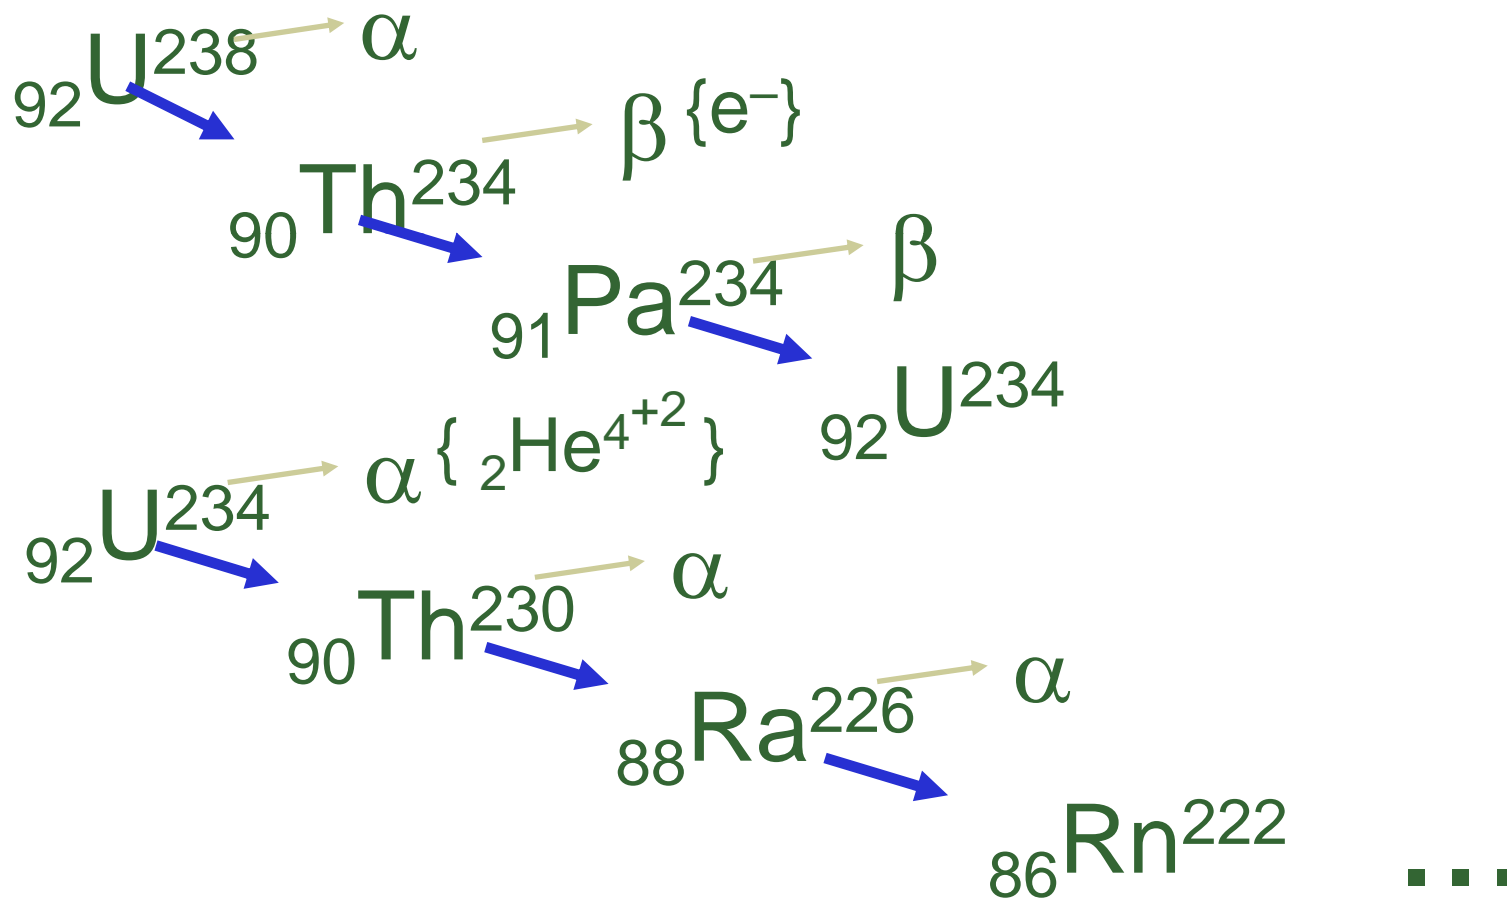 ₉₂U²³⁸ α
₉₀Th²³⁴ β {e⁻}
₉₁Pa²³⁴ β
₉₂U²³⁴
₉₂U²³⁴ α { ₂He⁴⁺² }
₉₀Th²³⁰ α
₈₈Ra²²⁶ α
₈₆Rn²²² ...